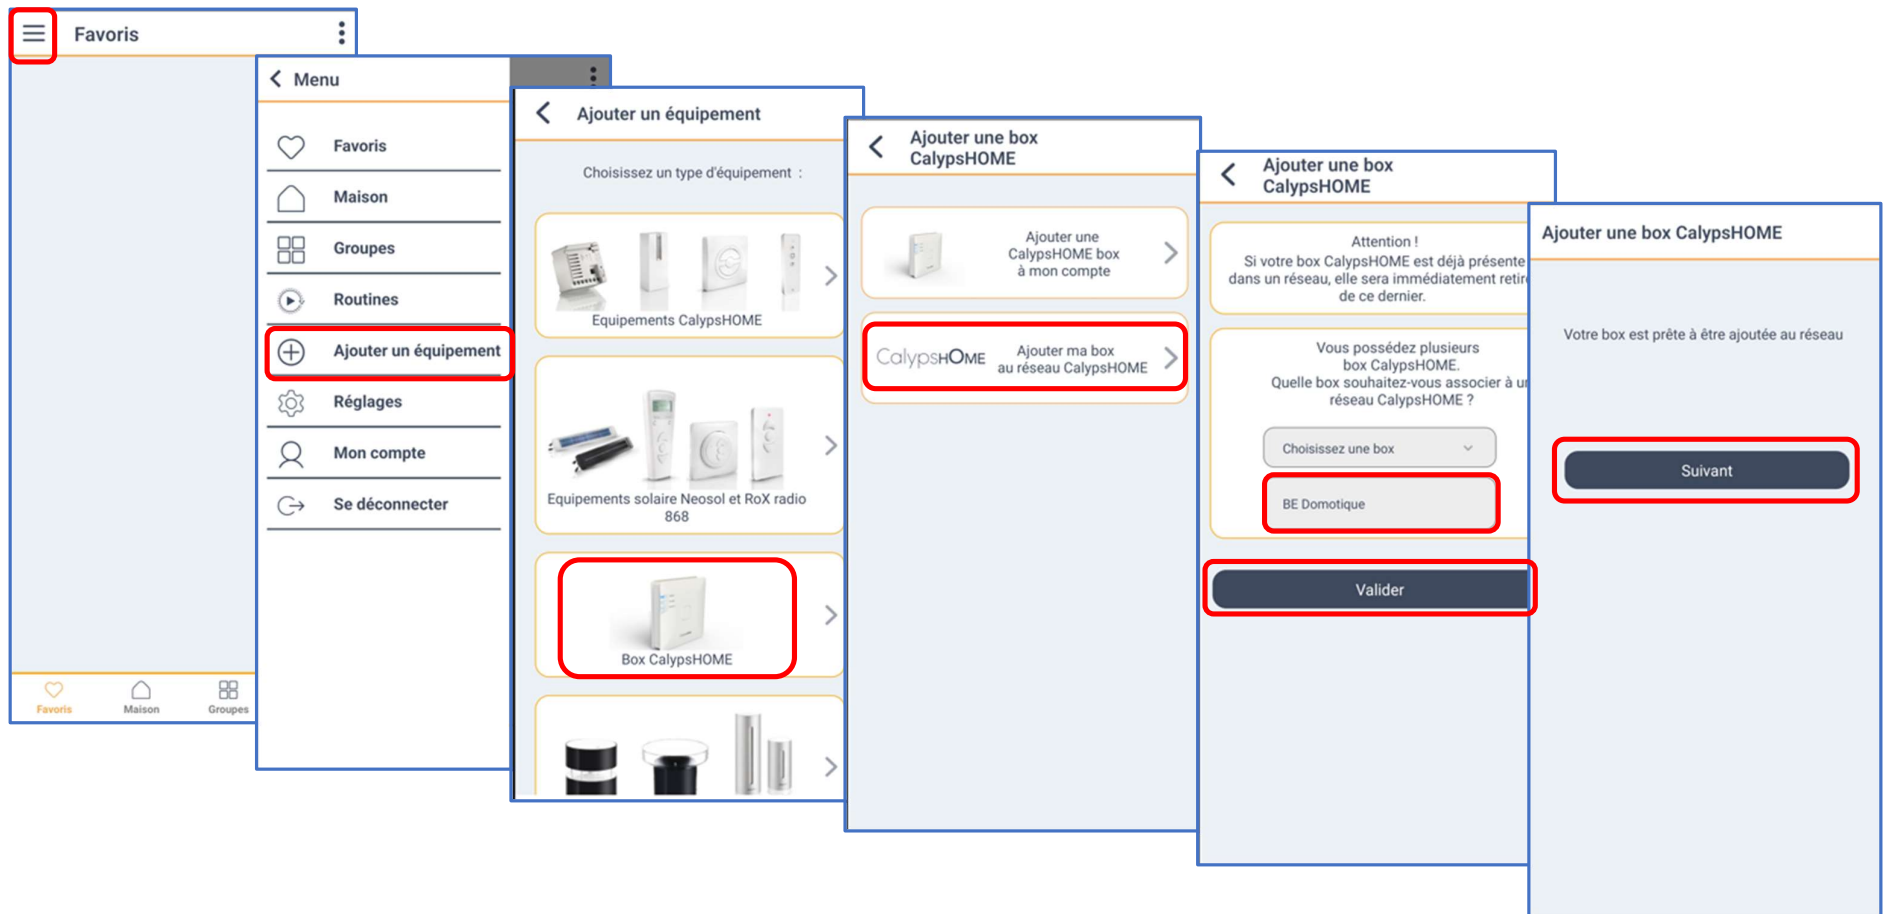 Favoris
Favoris
Maison
Groupes
Menu
Favoris
Maison
Groupes
Routines
Ajouter un équipement
Réglages
Mon compte
Se déconnecter
Ajouter un équipement
Choisissez un type d'équipement :
Equipements CalypsHOME
Equipements solaire Neosol et RoX radio
868
Box CalypsHOME
Ajouter une box
CalypsHOME
Ajouter une
CalypsHOME box
à mon compte
CalypsHOME
Ajouter ma box
au réseau CalypsHOME
Ajouter une box
CalypsHOME
Attention !
Si votre box CalypsHOME est déjà présente
dans un réseau, elle sera immédiatement retir
de ce dernier.
Vous possédez plusieurs
box CalypsHOME.
Quelle box souhaitez-vous associer à u
réseau CalypsHOME ?
Choisissez une box
BE Domotique
Valider
Ajouter une box CalypsHOME
Votre box est prête à être ajoutée au réseau
Suivant